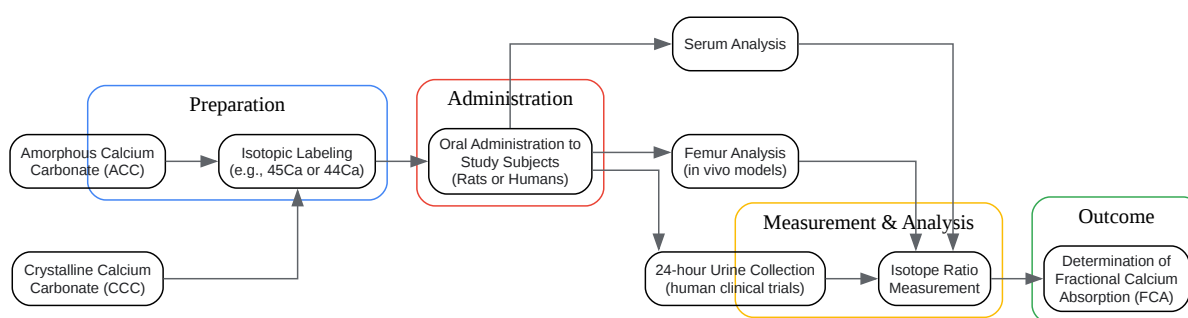 Serum Analysis
Preparation
Administration
Amorphous Calcium
Carbonate (ACC)
Isotopic Labeling
(e.g., 45Ca or 44Ca)
Oral Administration to
Study Subjects
(Rats or Humans)
Femur Analysis
(in vivo models)
Measurement & Analysis
Outcome
Crystalline Calcium
Carbonate (CCC)
24-hour Urine Collection
(human clinical trials)
Isotope Ratio
Measurement
Determination of
Fractional Calcium
Absorption (FCA)